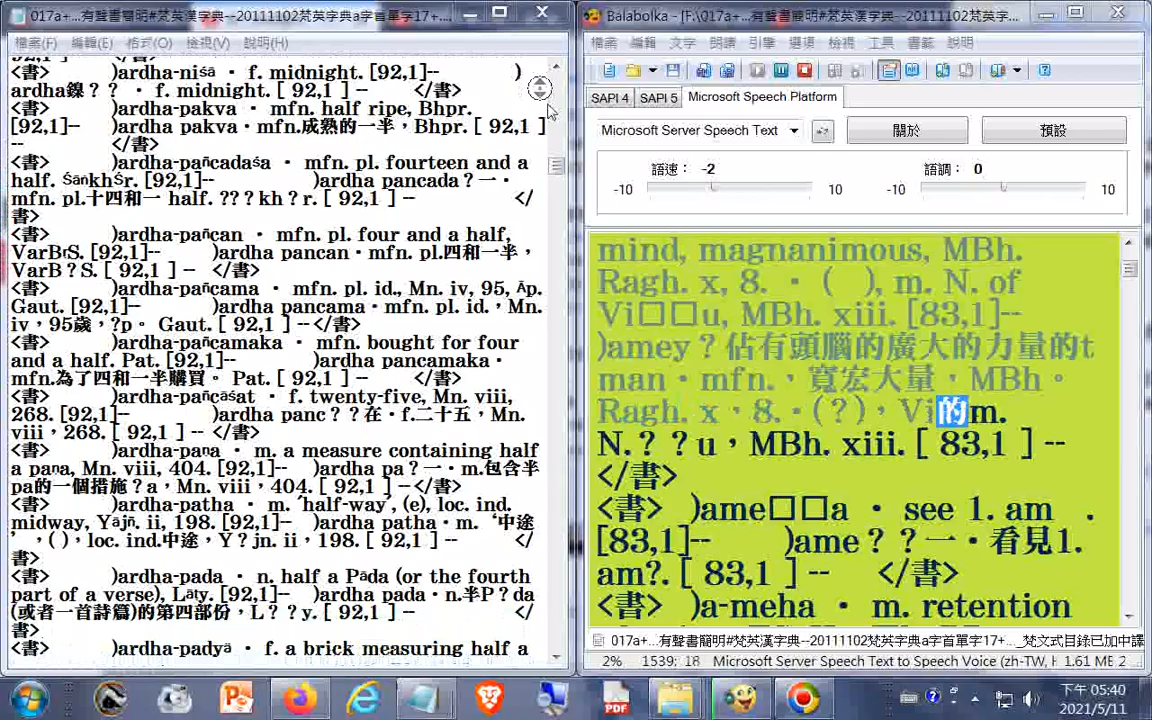 017a+...有聲書簡明#梵英漢字典--20111102梵英字典a字首單字17+...
檔案(F) 編輯(E) 格式(O) 檢視(V) 說明(H)
<書> )ardha-niśā · f. midnight. [92,1]-- )
ardha鎳？？ · f. midnight. [ 92,1 ] </書>
<書> )ardha-pakva · mfn. half ripe, Bhpr.
[92,1]-- )ardha pakva·mfn.成熟的一半，Bhpr. [ 92,1 ]
-- </書>
<書> )ardha-pañcadaśa · mfn. pl. fourteen and a
half. ŚāṅkhŚr. [92,1]-- )ardha pancada？一·
mfn. pl.十四和一 half. ???kh？r. [ 92,1 ] -- </
書>
<書> )ardha-pañcan · mfn. pl. four and a half,
VarBṛS. [92,1]-- )ardha pancan·mfn. pl.四和一半，
VarB？S. [ 92,1 ] -- </書>
<書> )ardha-pañcama · mfn. pl. id., Mn. iv, 95, Āp.
Gaut. [92,1]-- )ardha pancama·mfn. pl. id., Mn.
iv，95歲，?p。 Gaut. [ 92,1 ] --</書>
<書> )ardha-pañcamaka · mfn. bought for four
and a half, Pat. [92,1]-- )ardha pancamaka·
mfn.為了四和一半購買。 Pat. [ 92,1 ] -- </書>
<書> )ardha-pañcāśat · f. twenty-five, Mn. viii,
268. [92,1]-- )ardha panc？？在·f.二十五，Mn.
viii，268. [ 92,1 ] -- </書>
<書> )ardha-paṇa · m. a measure containing half
a paṇa, Mn. viii, 404. [92,1]-- )ardha pa？一·m.包含半
pa的一個措施？a，Mn. viii，404. [ 92,1 ] --</書>
<書> )ardha-patha · m. 'half-way', (e), loc. ind.
midway, Yājñ. ii, 198. [92,1]-- )ardha patha·m.‘中途
’，( ), loc. ind.中途，Y？jn. ii，198. [ 92,1 ] -- </
書>
<書> )ardha-pada · n. half a Pāda (or the fourth
part of a verse), Lāṭy. [92,1]-- )ardha pada·n.半P？da
(或者一首詩篇)的第四部份，L？？y. [ 92,1 ] -- </
書>
<書> )ardha-padyā · f. a brick measuring half a
Balabolka - [F:\017a+...有聲書簡明#梵英漢字典--20111102梵英字...
檔案 編輯 文字 朗讀 引擎 選項 檢視 工具 書籤 說明
SAPI 4 SAPI 5 Microsoft Speech Platform
Microsoft Server Speech Text 關於 預設
語速： -2 語調： 0
-10 10 -10 10
mind, magnanimous, MBh.
Ragh. x, 8. · ( ), m. N. of
Vi□□u, MBh. xiii. [83,1]--
)amey？佔有頭腦的廣大的力量的t
man·mfn.，寬宏大量，MBh。
Ragh. x，8.·(？)，Vi的m.
N.？？u，MBh. xiii. [ 83,1 ] --
</書>
<書> )ame□□a · see 1. am .
[83,1]-- )ame？？一·看見1.
am?. [ 83,1 ] -- </書>
<書> )a-meha · m. retention
017a+...有聲書簡明#梵英漢字典--20111102梵英字典a字首單字17+..._梵文式目錄已加中譯
2% 1539: 18 Microsoft Server Speech Text to Speech Voice (zh-TW, 1.61 ME 2
下午 05:40
2021/5/11